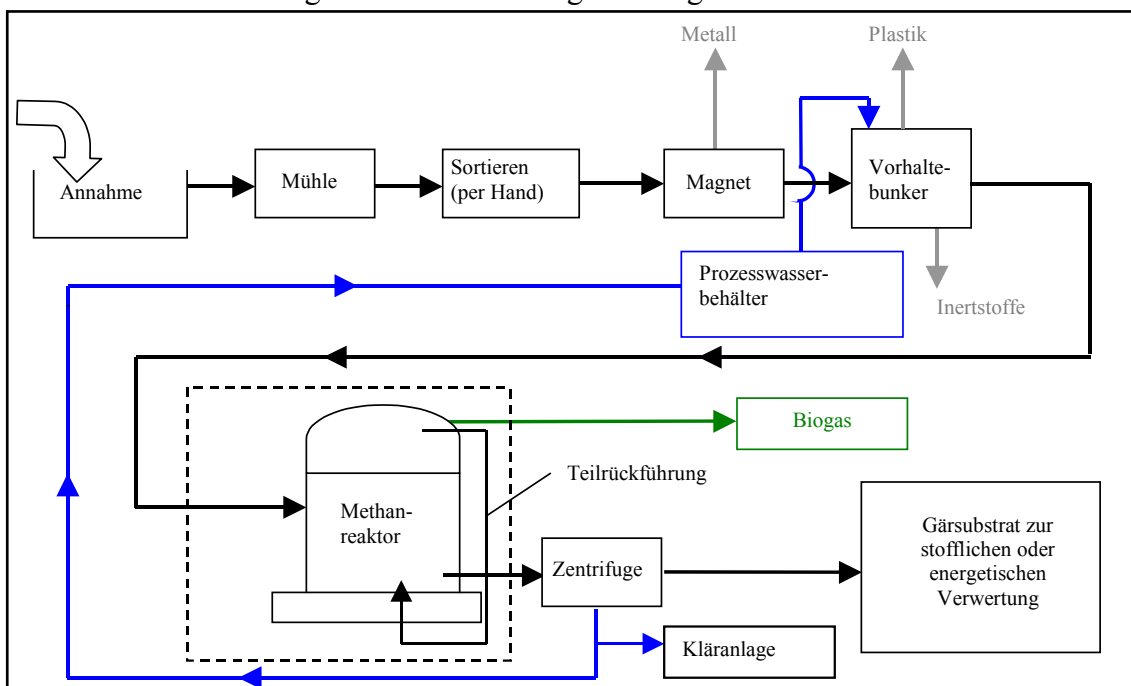 Metall
Plastik
Annahme
Mühle
Sortieren
(per Hand)
Magnet
Vorhalte-
bunker
Prozesswasser-
behälter
Inertstoffe
Biogas
Teilrückführung
Methan-
reaktor
Zentrifuge
Gärsubstrat zur
stofflichen oder
energetischen
Verwertung
Kläranlage